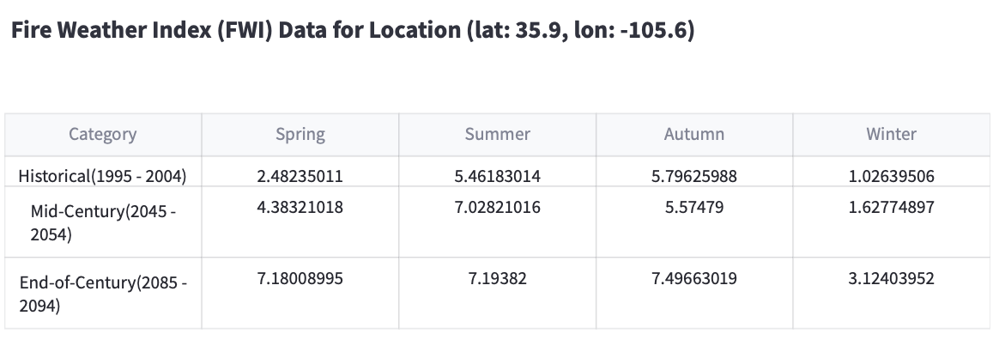 Fire Weather Index (FWI) Data for Location (lat: 35.9, lon: -105.6)
Category Spring Summer Autumn Winter
Historical(1995 - 2004) 2.48235011 5.46183014 5.79625988 1.02639506
Mid-Century(2045 - 4.38321018 7.02821016 5.57479 1.62774897
2054)
End-of-Century(2085 - 7.18008995 7.19382 7.49663019 3.12403952
2094)